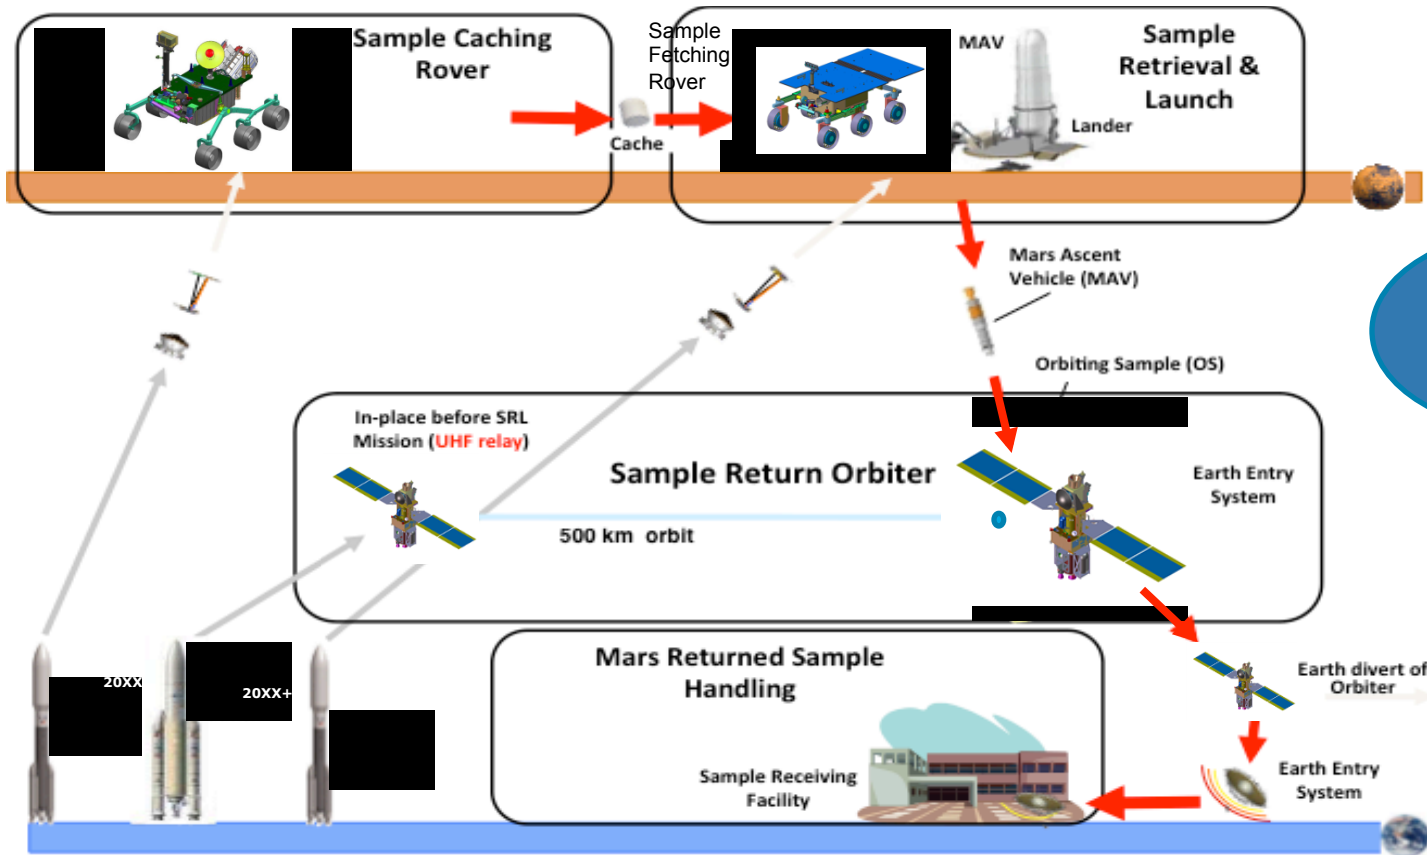 Sample Caching
Rover
Cache
Sample
Fetching
Rover
MAV
Lander
Sample
Retrieval &
Launch
Mars Ascent
Vehicle (MAV)
Orbiting Sample (OS)
In-place before SRL
Mission (UHF relay)
Sample Return Orbiter
500 km orbit
Earth Entry
System
20XX
20XX+
Mars Returned Sample
Handling
Sample Receiving
Facility
Earth divert of
Orbiter
Earth Entry
System